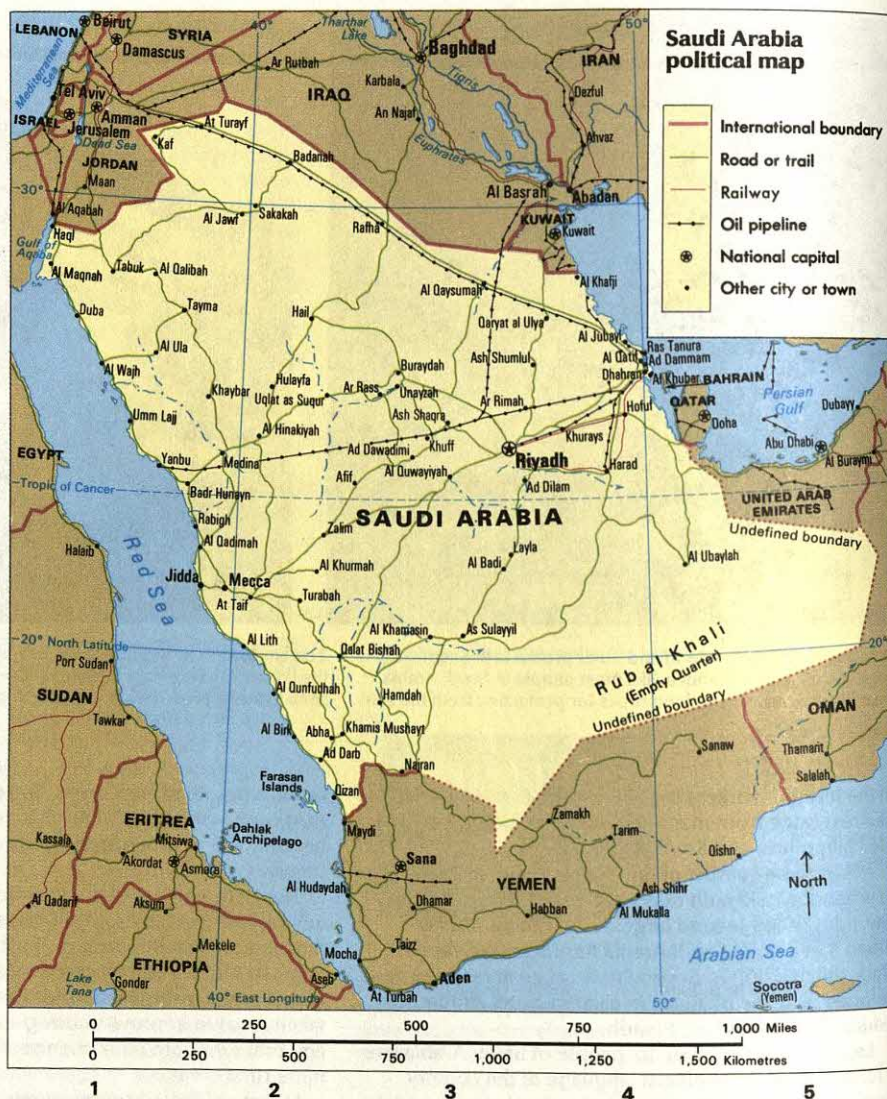 Saudi Arabia
political map
International boundary
Road or trail
Railway
Oil pipeline
National capital
Other city or town
Beirut
LEBANON
SYRIA
Damascus
Mediterranean
Sea
Tel Aviv
ISRAEL
Amman
Jerusalem
Dead Sea
JORDAN
Maan
Al Aqabah
Haql
Gulf of
Aqaba
Al Maqnah
40°
50°
30°
Tharthar
Lake
Baghdad
Ar Rutbah
Karbala
Tigris
IRAQ
An Najaf
Euphrates
IRAN
Dezful
Ahvaz
Al Basrah
Abadan
KUWAIT
Kuwait
At Turayf
Kaf
Badanah
Al Jawf
Sakakah
Rafha
Al Khafji
Tabuk
Al Qalibah
Al Qaysumah
Duba
Tayma
Hail
Qaryat al Ulya
Al Jubayl
Ras Tanura
Al Qatif
Ad Dammam
Dhahran
Al Khubar
BAHRAIN
Al Ula
Al Wajh
Ash Shumlul
Buraydah
Khaybar
Hulayfa
Ar Rass
Unayzah
Uqlat as Suqur
Ar Rimah
QATAR
Doha
Persian
Gulf
Dubayy
Hofuf
Umm Lajj
Ash Shaqra
Al Hinakiyah
Ad Dawadimi
Khuff
Khurays
Abu Dhabi
Al Buraymi
EGYPT
Yanbu
Medina
Riyadh
Harad
Afif
Al Quwayiyah
Tropic of Cancer
Badr Hunayn
Ad Dilam
UNITED ARAB
EMIRATES
Rabigh
SAUDI ARABIA
Undefined boundary
Halaib
Red Sea
Al Qadimah
Zalim
Layla
Al Badi
Al Ubaylah
Jidda
Mecca
Al Khurmah
At Taif
Turabah
20° North Latitude
20°
Al Lith
Al Khamasin
As Sulayyil
Port Sudan
Qalat Bishah
Rub al Khali
(Empty Quarter)
Undefined boundary
SUDAN
Al Qunfudhah
Hamdah
OMAN
Tawkar
Al Birk
Abha
Khamis Mushayt
Sanaw
Thamarit
Ad Darb
Najran
Salalah
Farasan
Islands
Qizan
ERITREA
Mitsiwa
Dahlak
Archipelago
Maydi
Zamakh
Tarim
Kassala
Akordat
Asmara
Sana
Qishn
North
Al Qadarif
Aksum
Al Hudaydah
YEMEN
Dhamar
Habban
Ash Shihr
Al Mukalla
Mekele
Mocha
Taizz
Arabian Sea
ETHIOPIA
Lake
Tana
Gonder
Aseb
Aden
At Turbah
Socotra
(Yemen)
40° East Longitude
50°
0 250 500 750 1,000 Miles
0 250 500 750 1,000 1,250 1,500 Kilometres
1 2 3 4 5